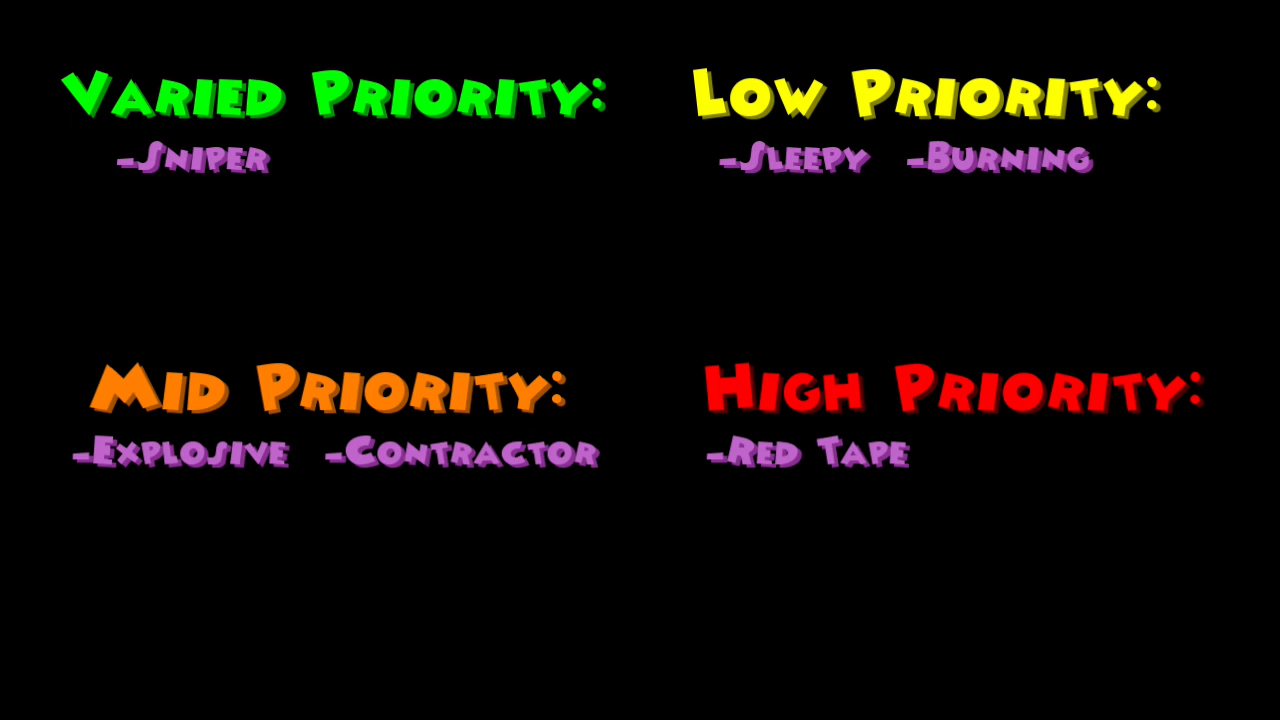 Varied Priority:
-Sniper
Low Priority:
-Sleepy -Burning
Mid Priority:
-Explosive -Contractor
High Priority:
-Red Tape